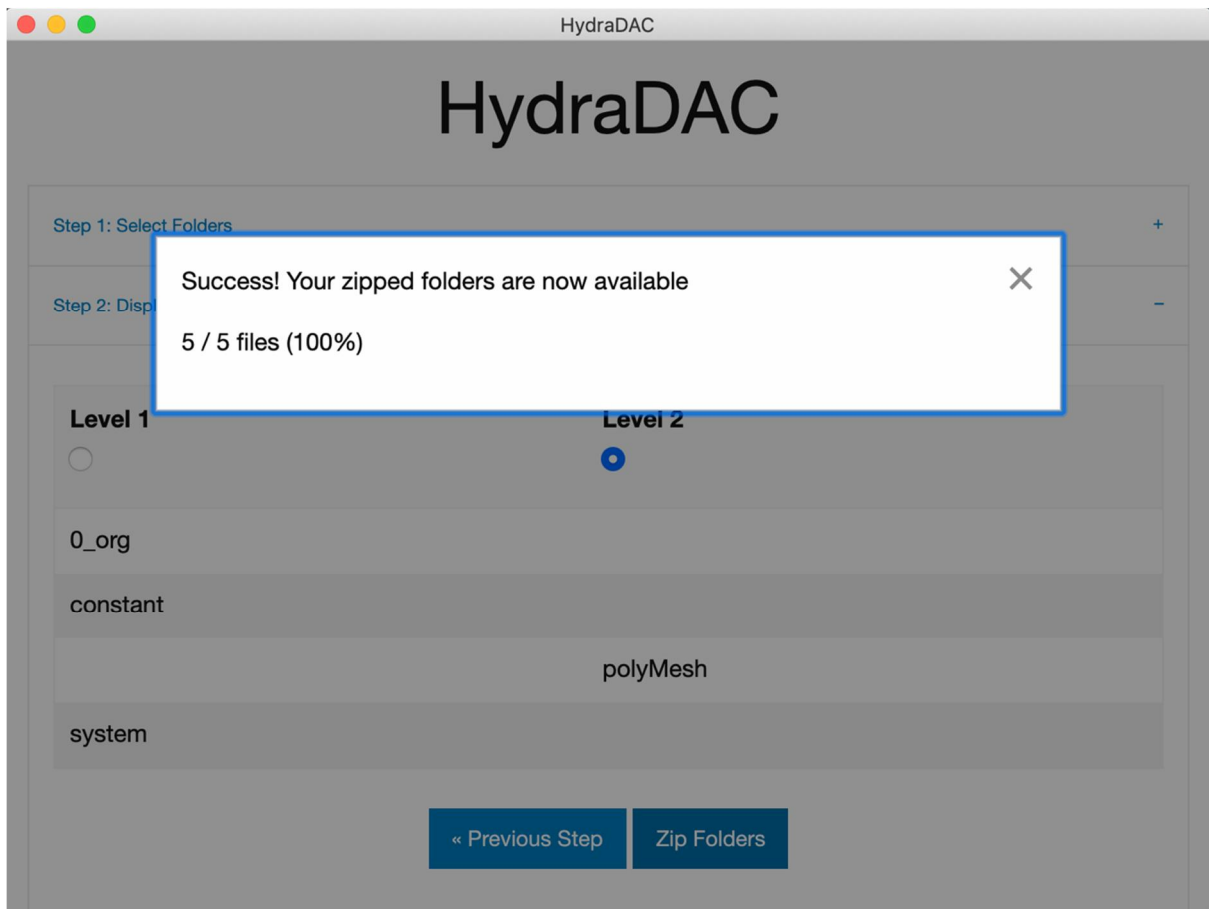 HydraDAC
HydraDAC
Step 1: Select Folders +
Success! Your zipped folders are now available ×
Step 2: Displ −
5 / 5 files (100%)
Level 1 Level 2
0_org
constant
polyMesh
system
« Previous Step Zip Folders